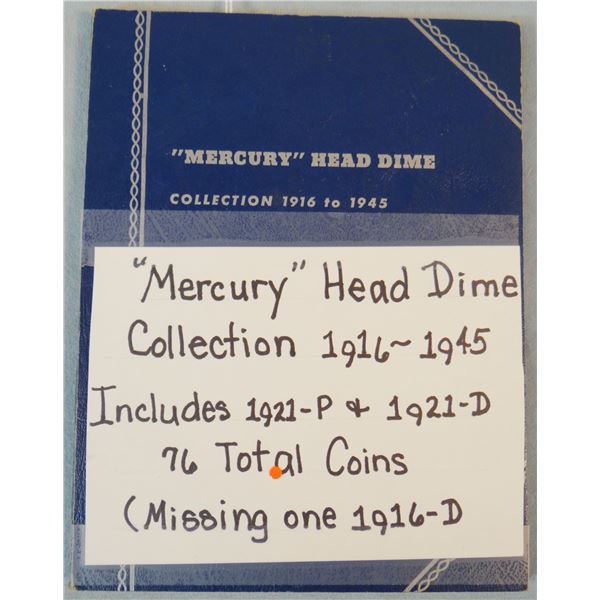 "MERCURY" HEAD DIME
COLLECTION 1916 to 1945
"Mercury" Head Dime
Collection 1916~1945
Includes 1921-P & 1921-D
76 Total Coins
(Missing one 1916-D